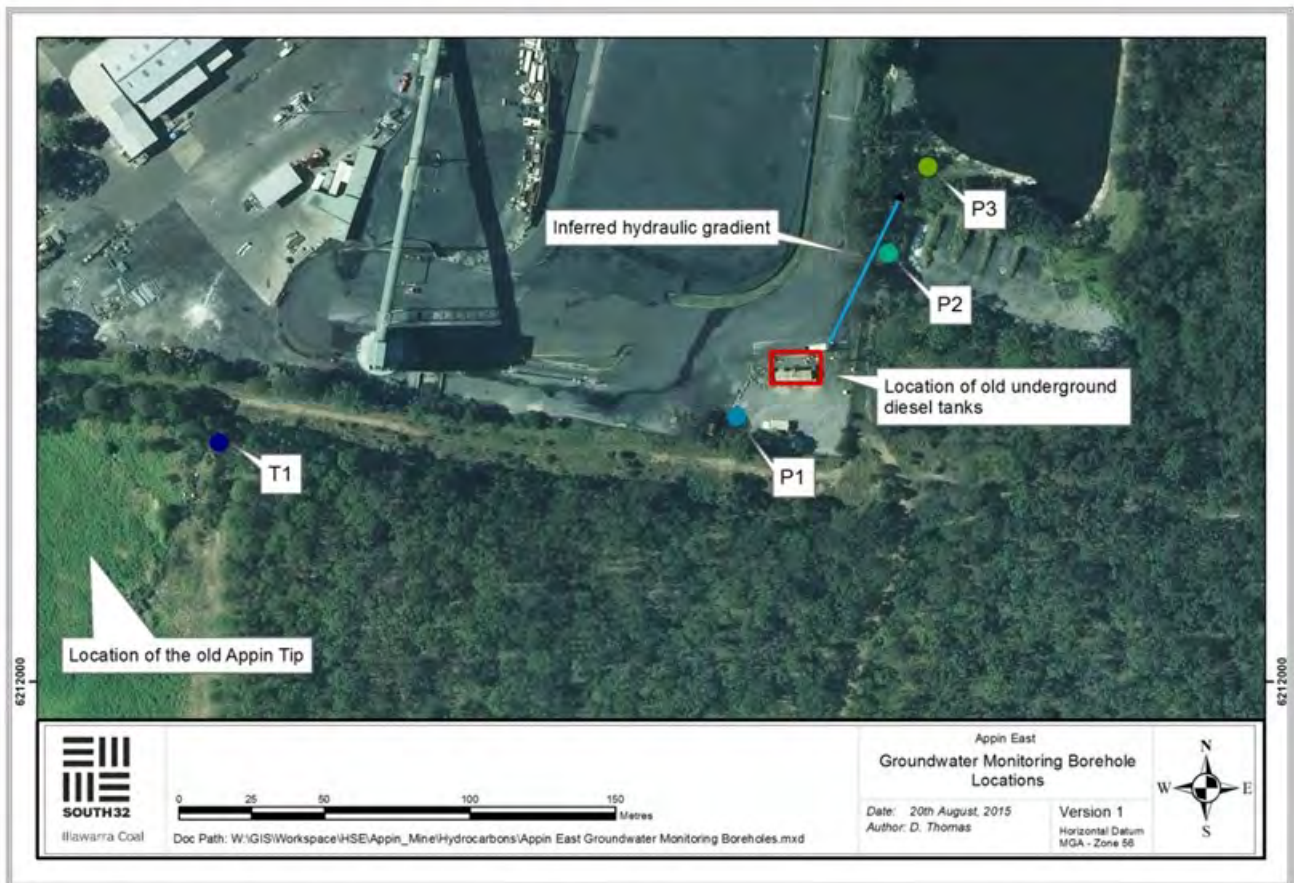 Inferred hydraulic gradient
P3
P2
Location of old underground
diesel tanks
T1
P1
Location of the old Appin Tip
6212000
6212000
SOUTH32
Illawarra Coal
0 25 50 100 150
Metres
Doc Path: W:\GIS\Workspace\HSE\Appin_Mine\Hydrocarbons\Appin East Groundwater Monitoring Boreholes.mxd
Appin East
Groundwater Monitoring Borehole
Locations
Date: 20th August, 2015
Author: D. Thomas
Version 1
Horizontal Datum
MGA - Zone 56
N
W E
S